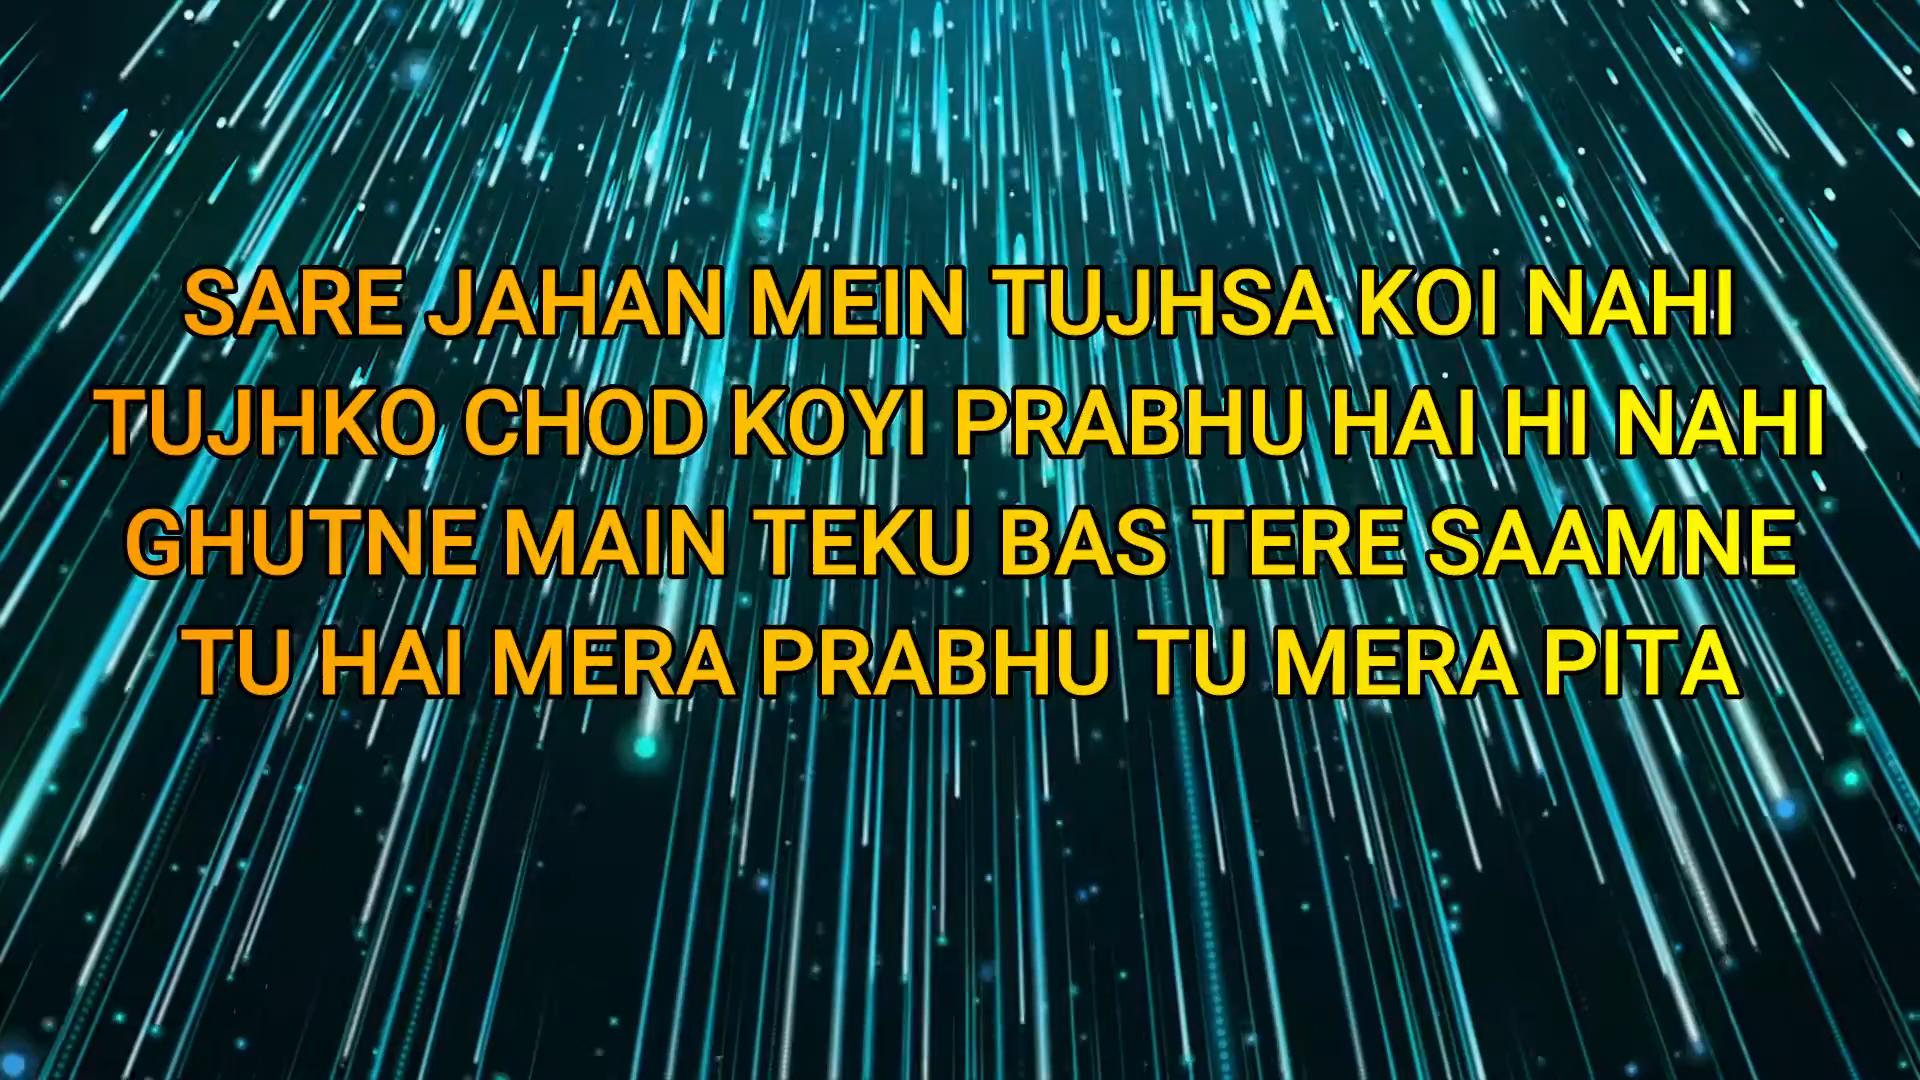 SARE JAHAN MEIN TUJHSA KOI NAHI
TUJHKO CHOD KOYI PRABHU HAI HI NAHI
GHUTNE MAIN TEKU BAS TERE SAAMNE
TU HAI MERA PRABHU TU MERA PITA